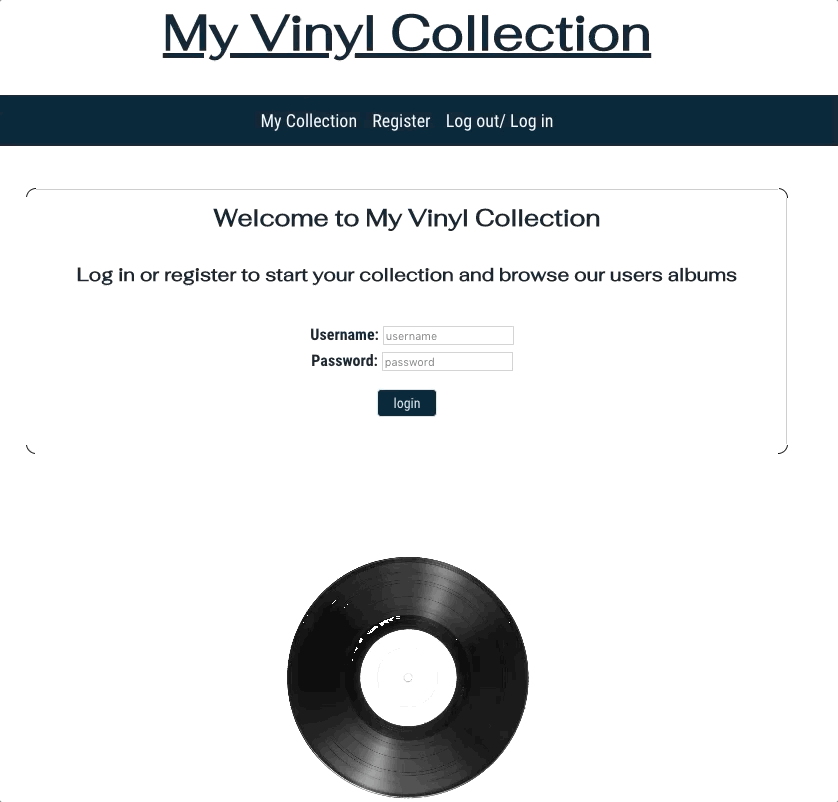 My Vinyl Collection
My Collection Register Log out/ Log in
Welcome to My Vinyl Collection
Log in or register to start your collection and browse our users albums
Username: username
Password: password
login